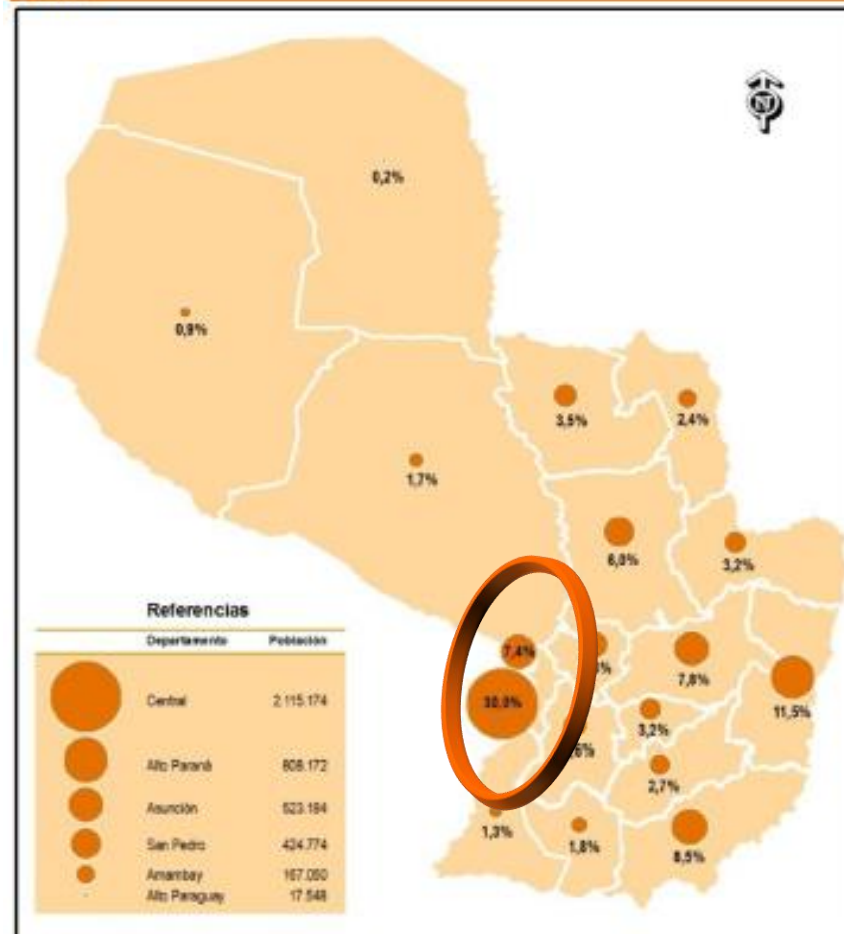 N
0,2%
0,9%
3,5%
2,4%
1,7%
6,0%
3,2%
Referencias
Departamento Población
Central 2.115.174
Alto Paraná 808.172
Asunción 523.184
San Pedro 424.774
Amambay 167.050
Alto Paraguay 17.548
7,4%
30,0%
7,8%
11,5%
3,2%
2,7%
1,3%
1,8%
8,5%